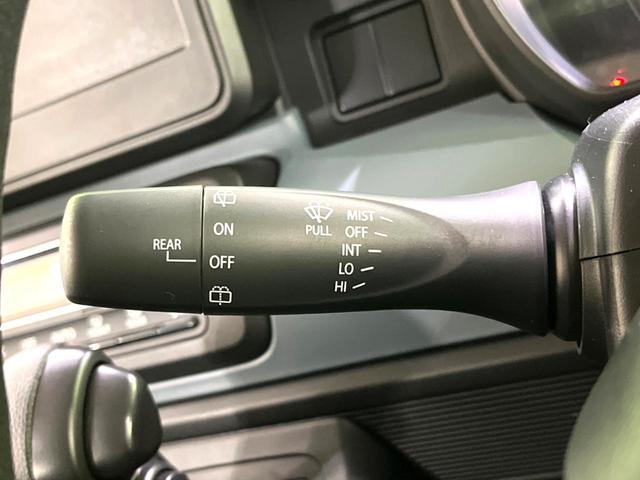 REAR
ON
OFF
PULL
MIST
OFF
INT
LO
HI